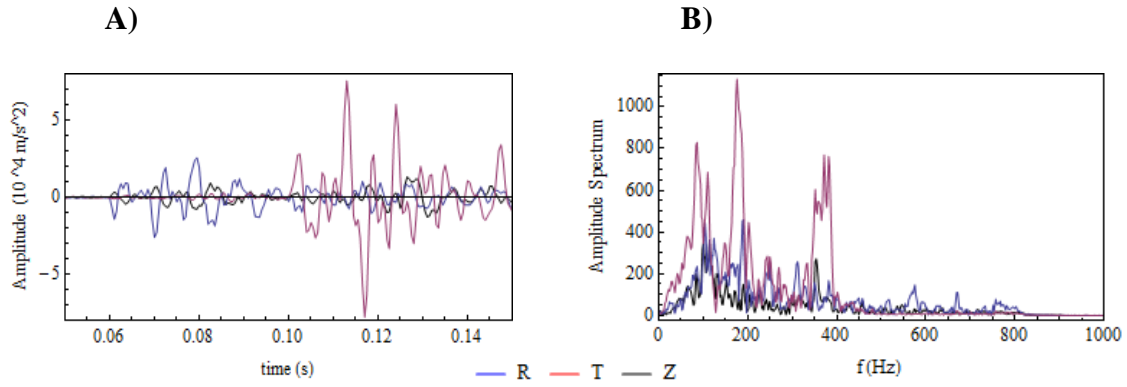 A)
B)
Amplitude (10^4 m/s^2)
5
0
−5
0.06 0.08 0.10 0.12 0.14
time (s)
Amplitude Spectrum
1000
800
600
400
200
0
0 200 400 600 800 1000
f (Hz)
R T Z